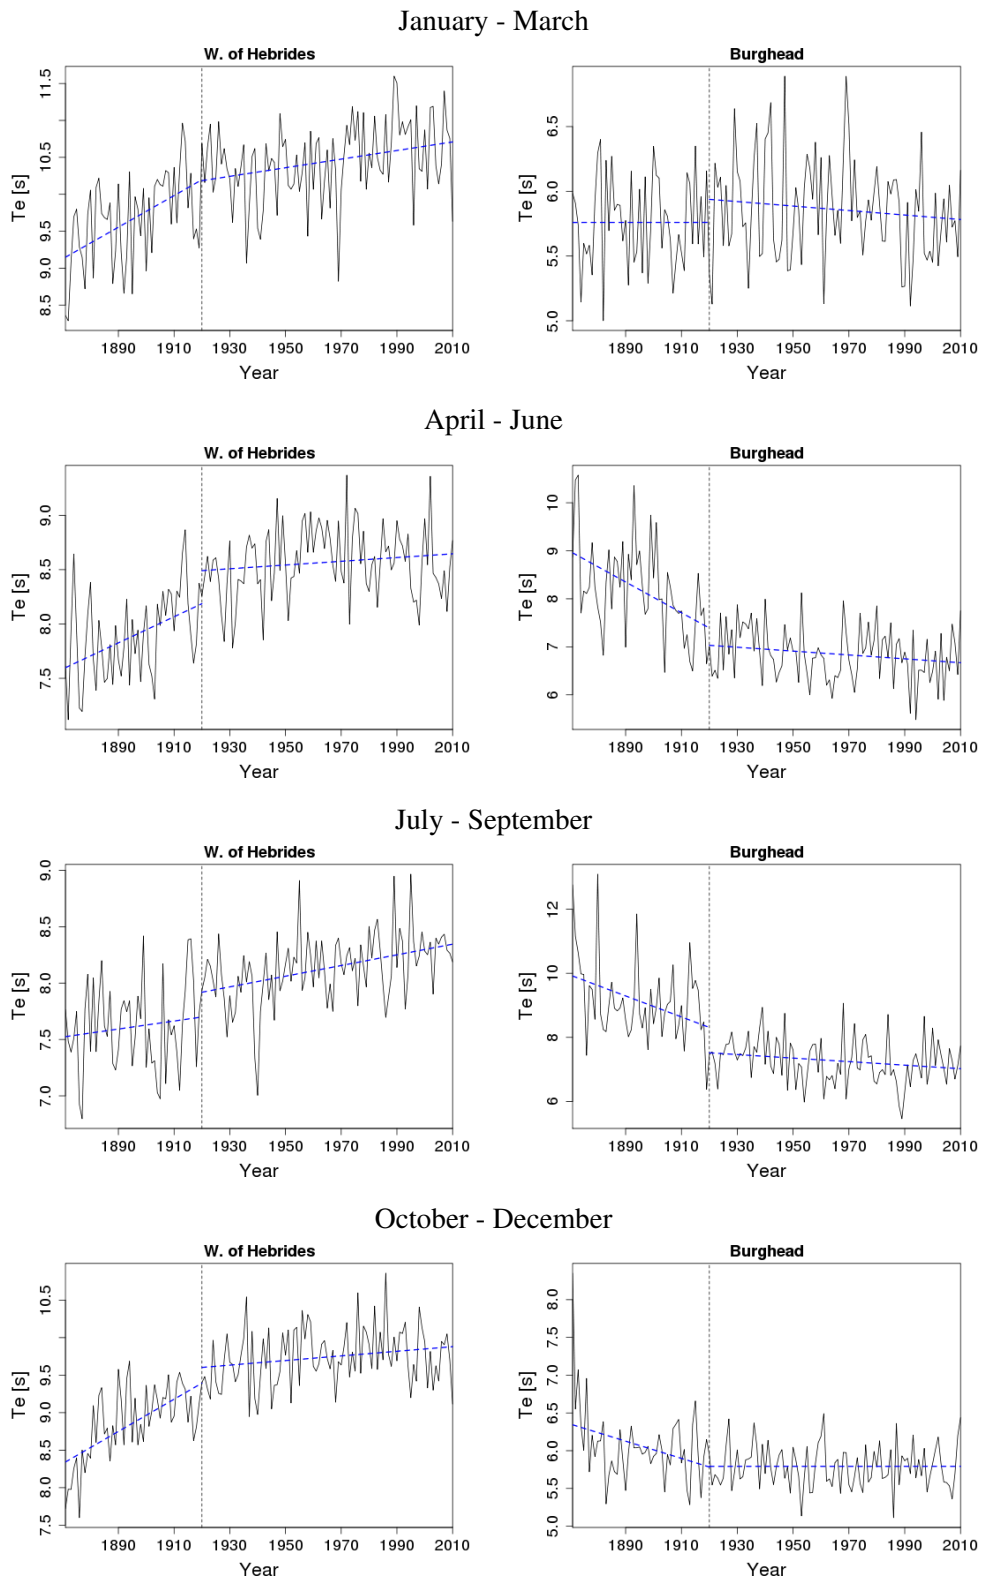 January - March
W. of Hebrides
Te [s]
11.5
10.5
10.0
9.5
9.0
8.5
1890 1910 1930 1950 1970 1990 2010
Year
Burghead
Te [s]
6.5
6.0
5.5
5.0
1890 1910 1930 1950 1970 1990 2010
Year
April - June
W. of Hebrides
Te [s]
9.0
8.5
8.0
7.5
1890 1910 1930 1950 1970 1990 2010
Year
Burghead
Te [s]
10
9
8
7
6
1890 1910 1930 1950 1970 1990 2010
Year
July - September
W. of Hebrides
Te [s]
9.0
8.5
8.0
7.5
7.0
1890 1910 1930 1950 1970 1990 2010
Year
Burghead
Te [s]
12
10
8
6
1890 1910 1930 1950 1970 1990 2010
Year
October - December
W. of Hebrides
Te [s]
10.5
9.5
9.0
8.5
8.0
7.5
1890 1910 1930 1950 1970 1990 2010
Year
Burghead
Te [s]
8.0
7.5
7.0
6.5
6.0
5.5
5.0
1890 1910 1930 1950 1970 1990 2010
Year